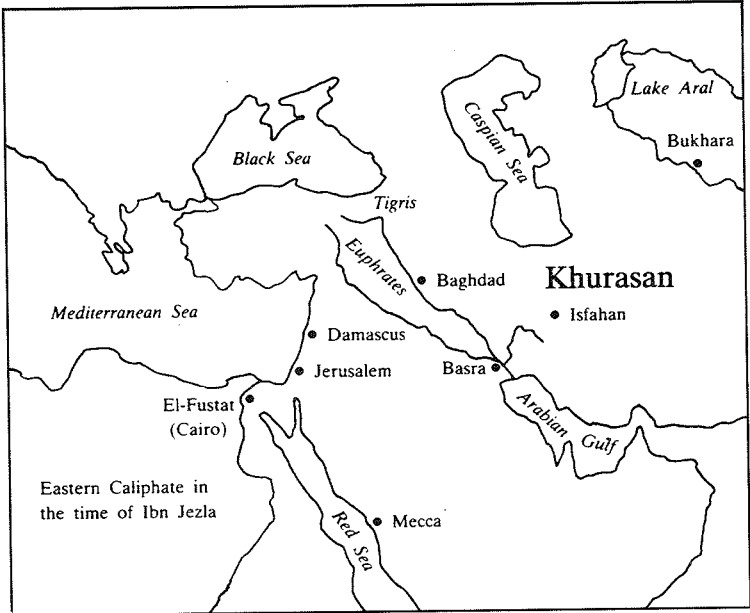 Lake Aral
Bukhara
Caspian Sea
Black Sea
Tigris
Euphrates
Baghdad
Khurasan
Isfahan
Mediterranean Sea
Damascus
Jerusalem
Basra
El-Fustat
(Cairo)
Arabian Gulf
Eastern Caliphate in
the time of Ibn Jezla
Mecca
Red Sea